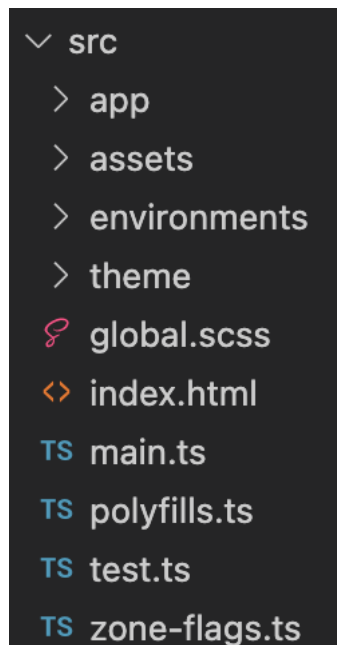 src
app
assets
environments
theme
global.scss
index.html
TS main.ts
TS polyfills.ts
TS test.ts
TS zone-flags.ts